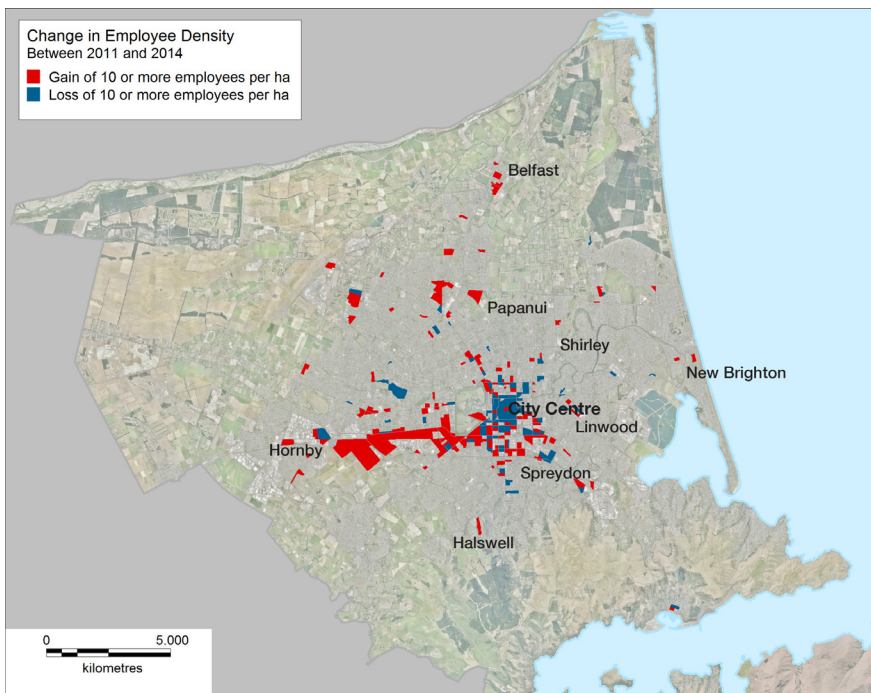 Change in Employee Density
Between 2011 and 2014
Gain of 10 or more employees per ha
Loss of 10 or more employees per ha
Belfast
Papanui
Shirley
New Brighton
City Centre
Linwood
Hornby
Spreydon
Halswell
0 5.000
kilometres